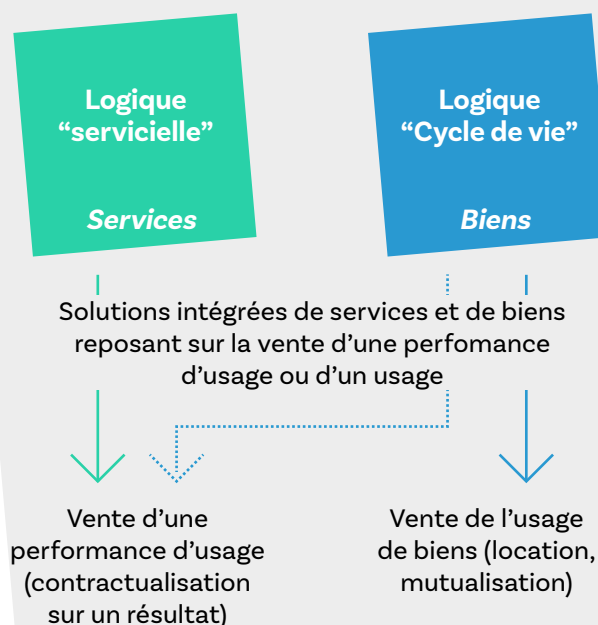 Logique
“servicielle”
Services
Logique
“Cycle de vie”
Biens
Solutions intégrées de services et de biens
reposant sur la vente d’une perfomance
d’usage ou d’un usage
Vente d’une
performance d’usage
(contractualisation
sur un résultat)
Vente de l’usage
de biens (location,
mutualisation)